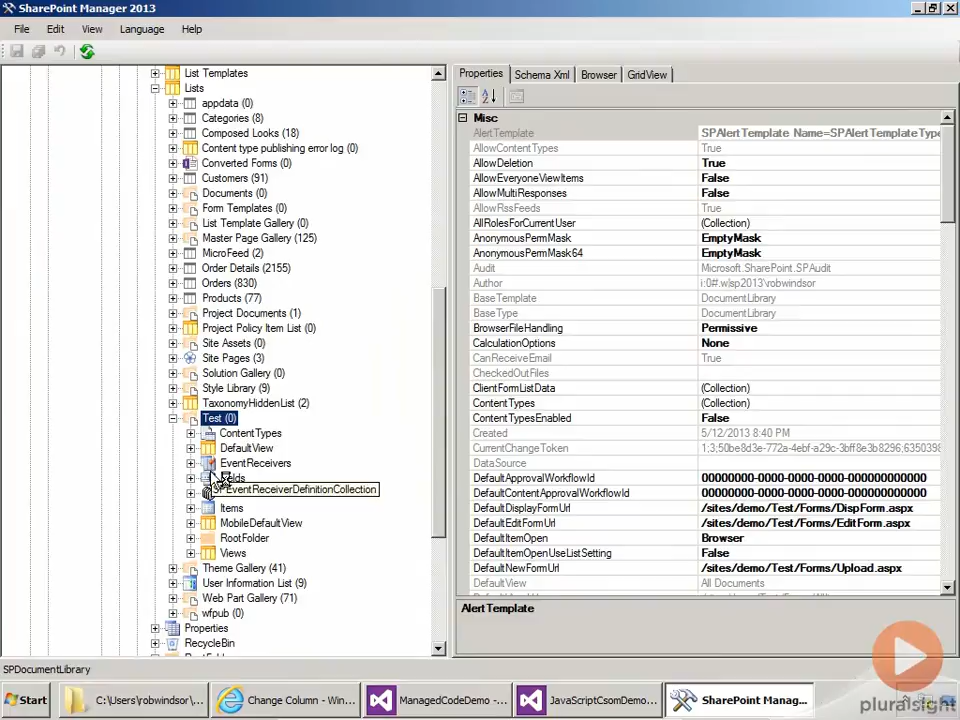 SharePoint Manager 2013
File Edit View Language Help
List Templates
Lists
appdata (0)
Categories (8)
Composed Looks (18)
Content type publishing error log (0)
Converted Forms (0)
Customers (91)
Documents (0)
Form Templates (0)
List Template Gallery (0)
Master Page Gallery (125)
MicroFeed (2)
Order Details (2155)
Orders (830)
Products (77)
Project Documents (1)
Project Policy Item List (0)
Site Assets (0)
Site Pages (3)
Solution Gallery (0)
Style Library (9)
TaxonomyHiddenList (2)
Test (0)
ContentTypes
DefaultView
EventReceivers
SPEventReceiverDefinitionCollection
Items
MobileDefaultView
RootFolder
Views
Theme Gallery (41)
User Information List (9)
Web Part Gallery (71)
wfpub (0)
Properties
RecycleBin
Properties Schema Xml Browser GridView
Misc
AlertTemplate SPAlertTemplate Name=SPAlertTemplateType
AllowContentTypes True
AllowDeletion True
AllowEveryoneViewItems False
AllowMultiResponses False
AllowRssFeeds True
AllRolesForCurrentUser (Collection)
AnonymousPermMask EmptyMask
AnonymousPermMask64 EmptyMask
Audit Microsoft.SharePoint.SPAudit
Author i:0#.w|sp2013\robwindsor
BaseTemplate DocumentLibrary
BaseType DocumentLibrary
BrowserFileHandling Permissive
CalculationOptions None
CanReceiveEmail True
CheckedOutFiles
ClientFormListData (Collection)
ContentTypes (Collection)
ContentTypesEnabled False
Created 5/12/2013 8:40 PM
CurrentChangeToken 1;3;50be8d3e-772a-4ebf-a29c-3bff8e3b8296;6350398
DataSource
DefaultApprovalWorkflowId 00000000-0000-0000-0000-000000000000
DefaultContentApprovalWorkflowId 00000000-0000-0000-0000-000000000000
DefaultDisplayFormUrl /sites/demo/Test/Forms/DispForm.aspx
DefaultEditFormUrl /sites/demo/Test/Forms/EditForm.aspx
DefaultItemOpen Browser
DefaultItemOpenUseListSetting False
DefaultNewFormUrl /sites/demo/Test/Forms/Upload.aspx
DefaultView All Documents
AlertTemplate
SPDocumentLibrary
Start C:\Users\robwindsor\... Change Column - Win... ManagedCodeDemo -... JavaScriptCsomDemo... SharePoint Manag...
pluralsight